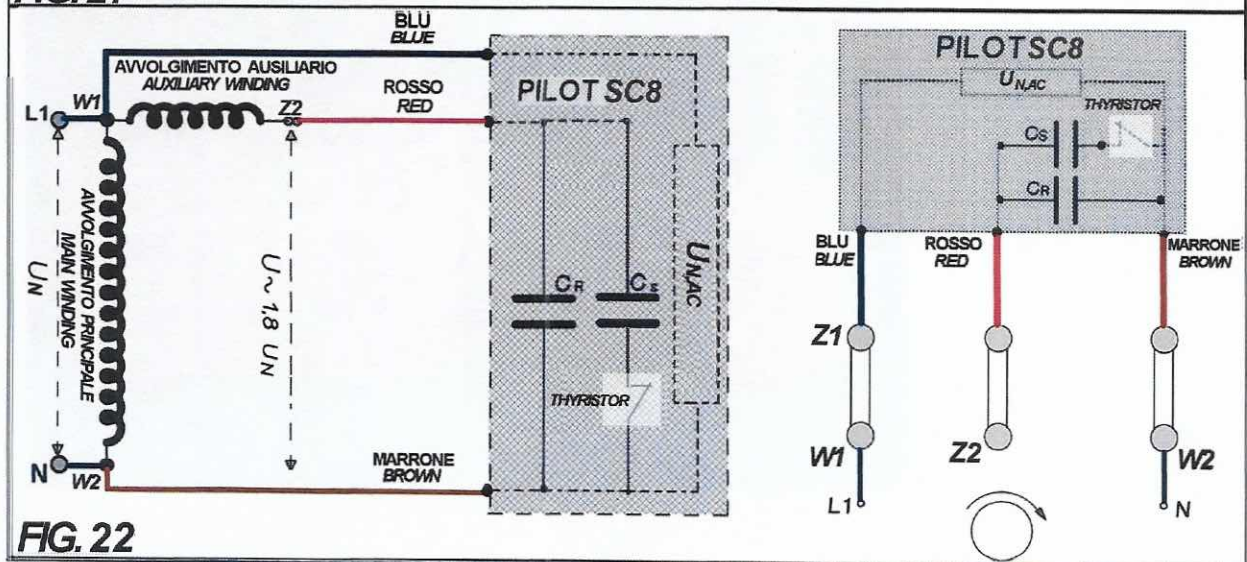 BLU
BLUE
AVVOLGIMENTO AUSILIARIO
AUXILIARY WINDING
ROSSO
RED
PILOT SC8
L1
W1
Z2
AVVOLGIMENTO PRINCIPALE
MAIN WINDING
UN
U~ 1,8 UN
CR
CS
UN,AC
THYRISTOR
N
W2
MARRONE
BROWN
FIG. 22
PILOT SC8
UN,AC
THYRISTOR
CS
CR
BLU
BLUE
ROSSO
RED
MARRONE
BROWN
Z1
W1
Z2
W2
L1
N